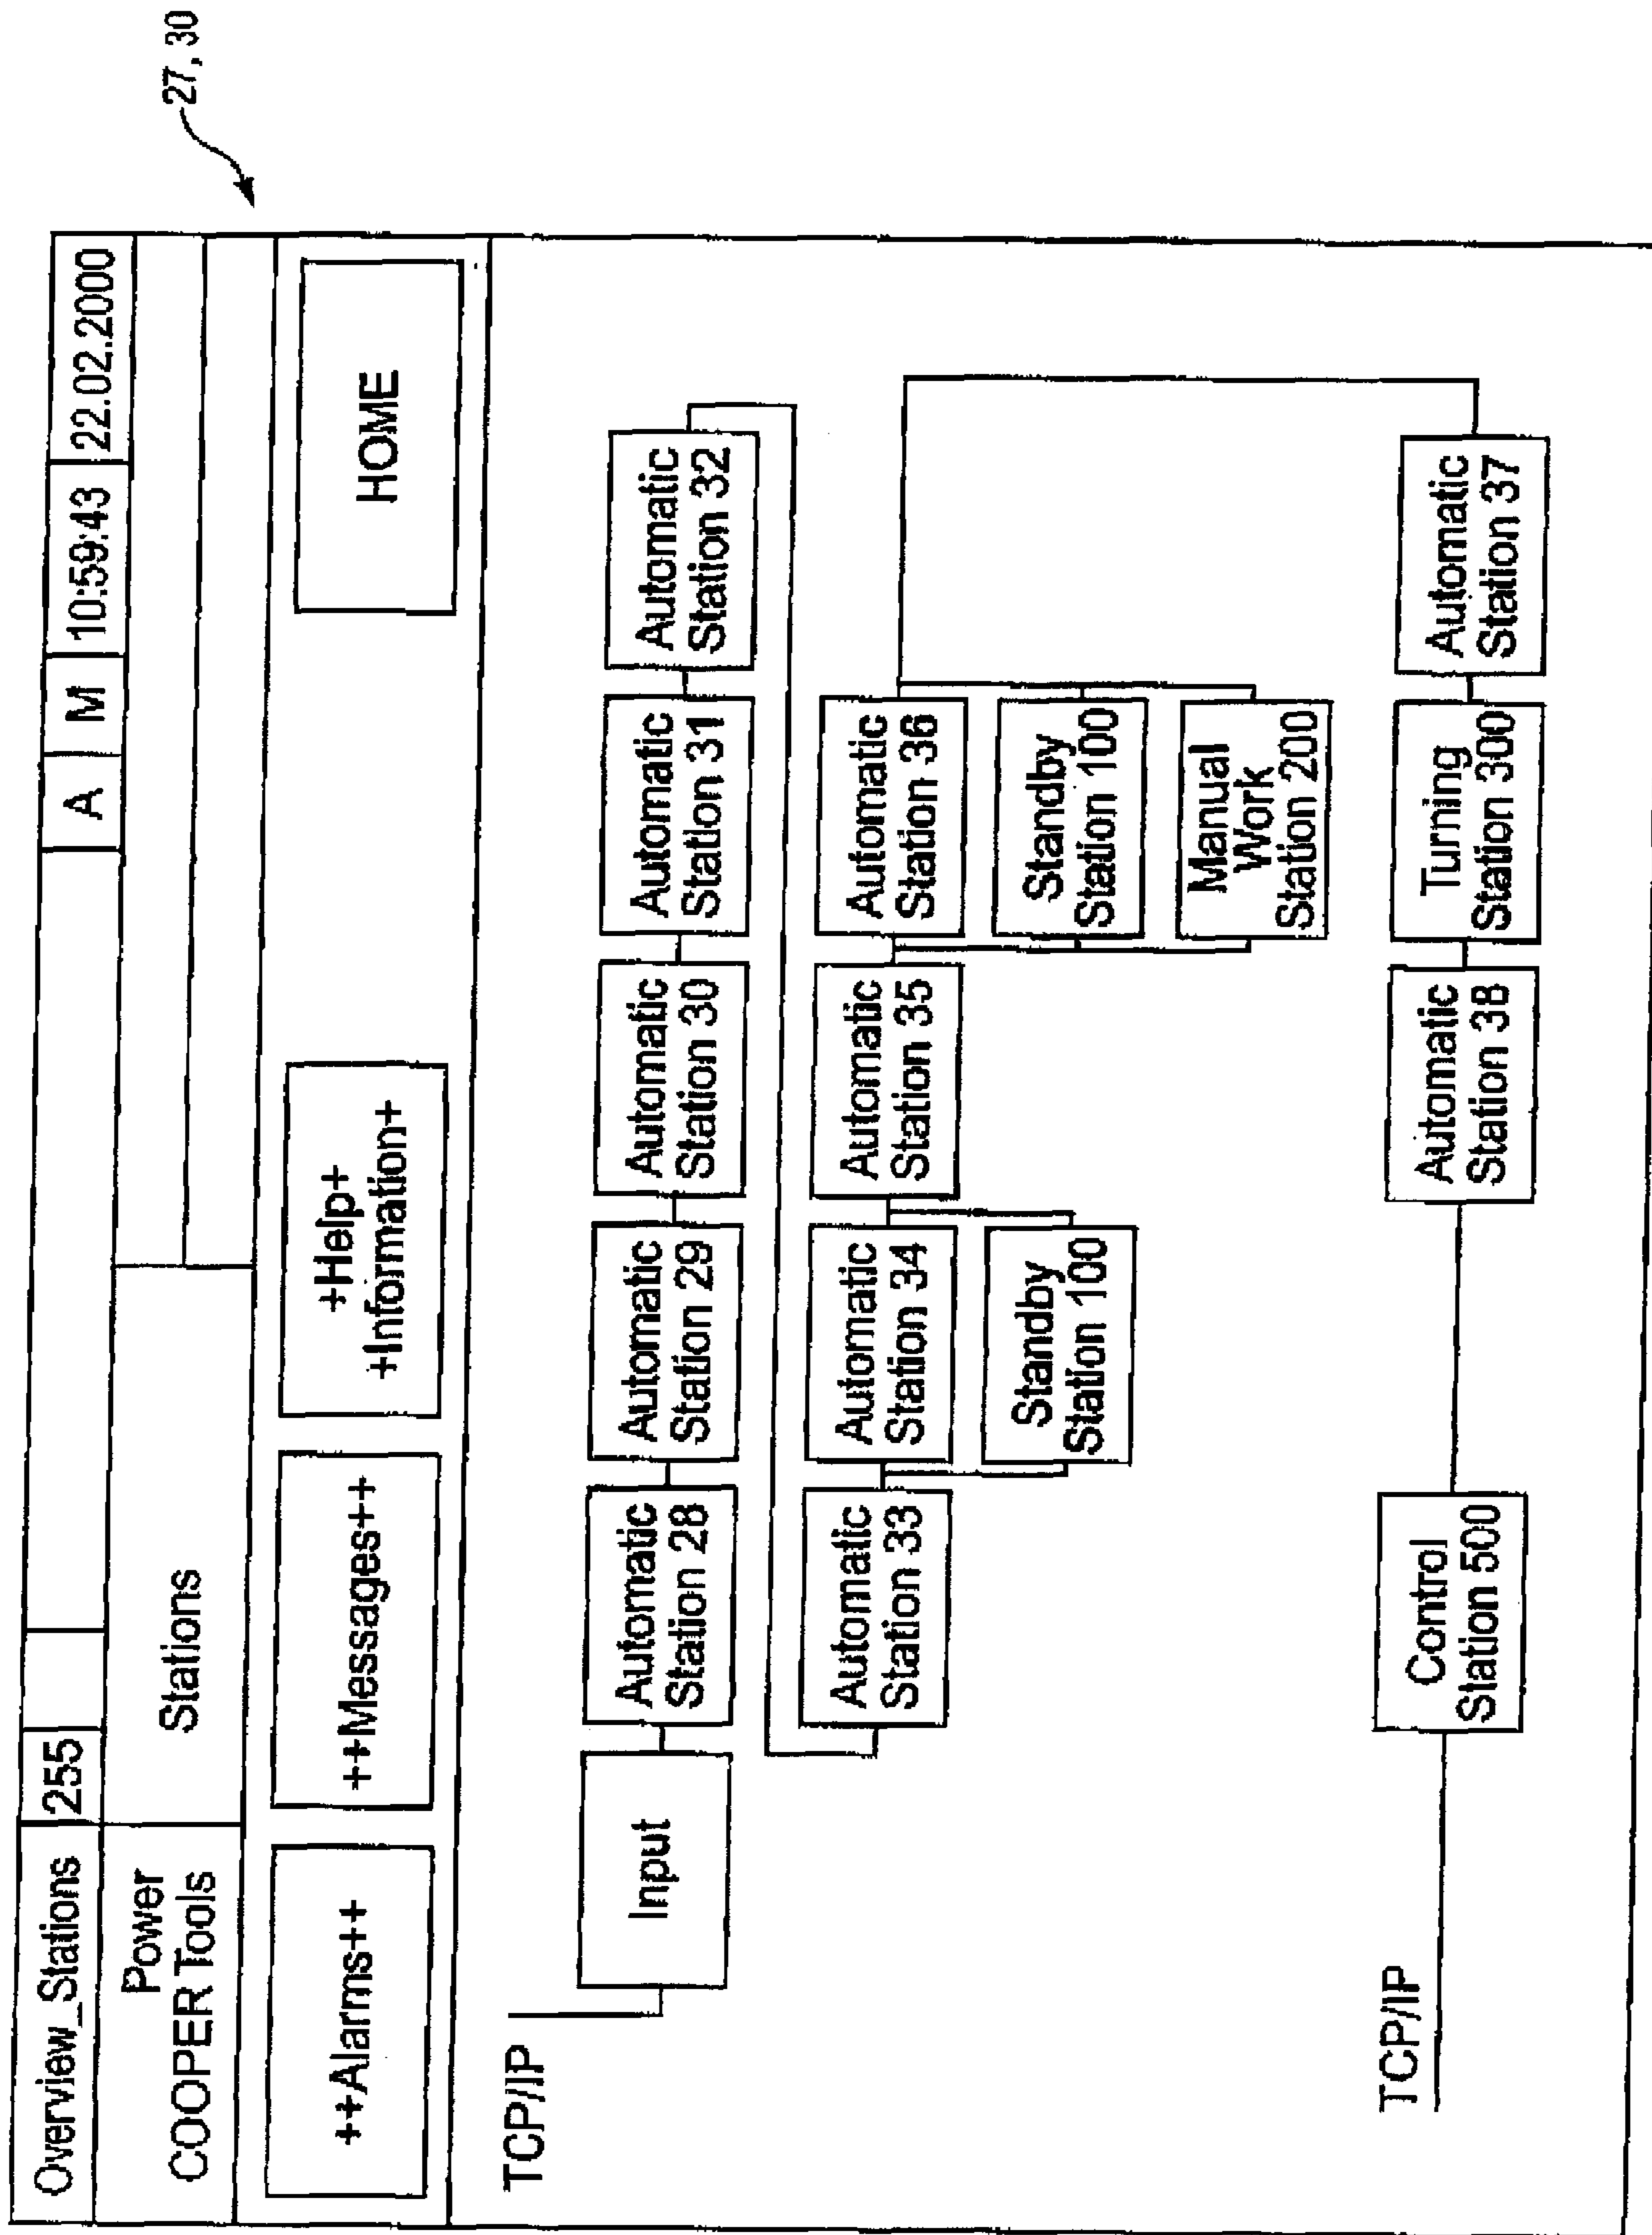 27, 30
Overview_Stations
255
A
M
10:59:43
22.02.2000
Power
COOPER Tools
Stations
++Alarms++
++Messages++
+Help+
+Information+
HOME
TCP/IP
Input
Automatic
Station 28
Automatic
Station 29
Automatic
Station 30
Automatic
Station 31
Automatic
Station 32
Automatic
Station 33
Automatic
Station 34
Automatic
Station 35
Automatic
Station 36
Standby
Station 100
Standby
Station 100
Manual
Work
Station 200
TCP/IP
Control
Station 500
Automatic
Station 38
Turning
Station 300
Automatic
Station 37